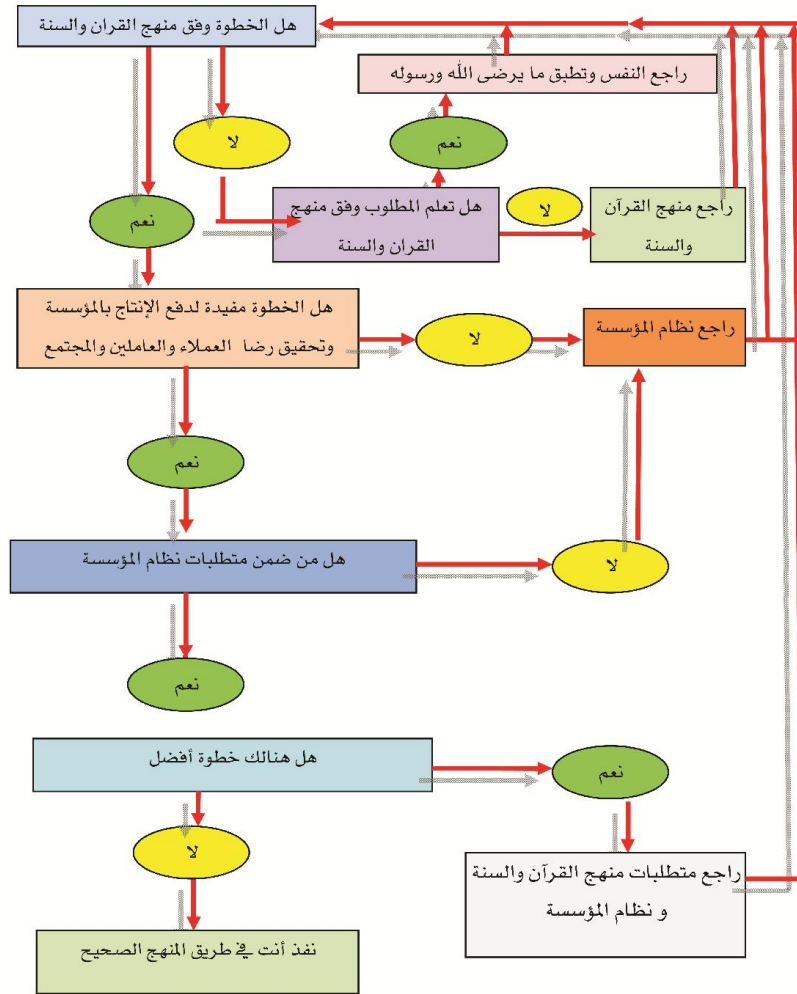 هل الخطوة وفق منهج القران والسنة
راجع النفس وتطبق ما يرضى الله ورسوله
لا
نعم
نعم
هل تعلم المطلوب وفق منهج
القران والسنة
لا
راجع منهج القرآن
والسنة
هل الخطوة مفيدة لدفع الإنتاج بالمؤسسة
وتحقيق رضا العملاء والعاملين والمجتمع
لا
راجع نظام المؤسسة
نعم
هل من ضمن متطلبات نظام المؤسسة
لا
نعم
هل هنالك خطوة أفضل
نعم
لا
راجع متطلبات منهج القرآن والسنة
و نظام المؤسسة
نفذ أنت في طريق المنهج الصحيح